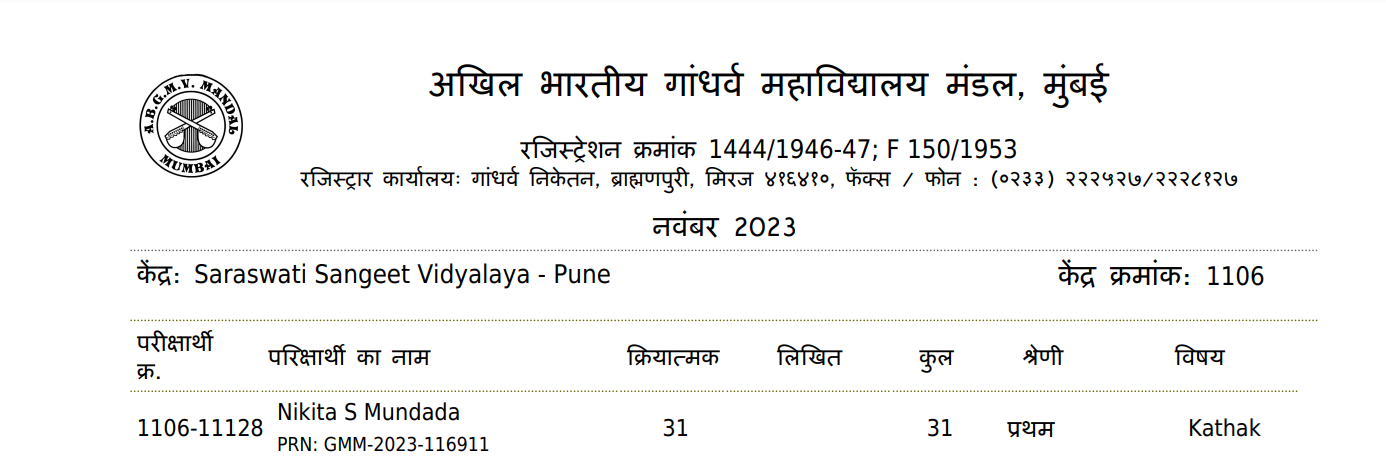 A.B.G.M.V. MANDAL
MUMBAI
अखिल भारतीय गांधर्व महाविद्यालय मंडल, मुंबई
रजिस्ट्रेशन क्रमांक 1444/1946-47; F 150/1953
रजिस्ट्रार कार्यालयः गांधर्व निकेतन, ब्राह्मणपुरी, मिरज ४१६४१०, फॅक्स / फोन : (०२३३) २२२५२७/२२२८१२७
नवंबर 2023
केंद्र: Saraswati Sangeet Vidyalaya - Pune केंद्र क्रमांक: 1106
परीक्षार्थी क्र. परिक्षार्थी का नाम क्रियात्मक लिखित कुल श्रेणी विषय
1106-11128 Nikita S Mundada 31 31 प्रथम Kathak
PRN: GMM-2023-116911